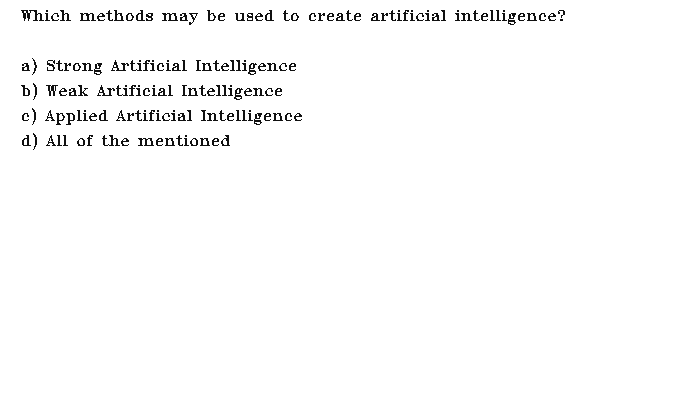 Which methods may be used to create artificial intelligence?
a) Strong Artificial Intelligence
b) Weak Artificial Intelligence
c) Applied Artificial Intelligence
d) All of the mentioned